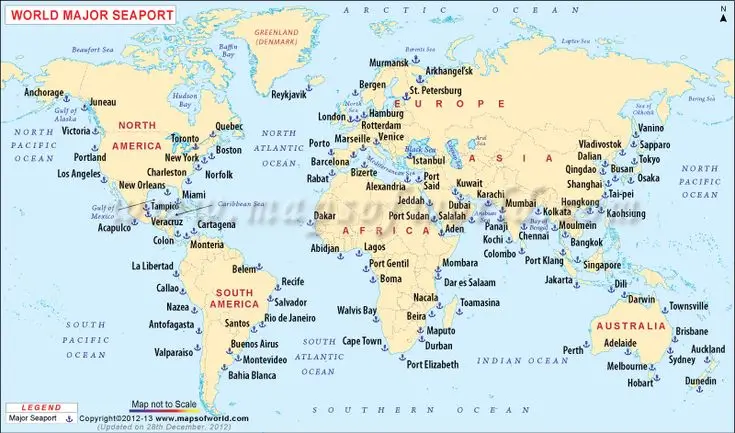 WORLD MAJOR SEAPORT
ARCTIC OCEAN
N
GREENLAND
(DENMARK)
Beaufort Sea
Baffin
Bay
Barents Sea
Laptev Sea
Murmansk
Arkhangel'sk
Anchorage
Juneau
Gulf of
Alaska
Hudson
Bay
Reykjavik
Bergen
St. Petersburg
Sea of
Okhotsk
Bering Sea
North
Sea
London
Hamburg
EUROPE
Rotterdam
NORTH
PACIFIC
OCEAN
Victoria
NORTH
AMERICA
Quebec
Toronto
Boston
New York
Portland
NORTH
ATLANTIC
OCEAN
Porto
Marseille
Venice
Black Sea
Caspian Sea
Aral
Sea
Vanino
Vladivostok
Sapporo
Dalian
Tokyo
NORTH
PACIFIC
OCEAN
Los Angeles
Charleston
Norfolk
New Orleans
Barcelona
Mediterranean Sea
Istanbul
ASIA
Qingdao
Busan
Osaka
Rabat
Bizerte
Alexandria
Port
Said
Kuwait
Karachi
Shanghai
Miami
Gulf of
Mexico
Tampico
Caribbean Sea
Jeddah
Dubai
Mumbai
Hongkong
Tai-pei
www.mapsofworld.com
Acapulco
Veracruz
Cartagena
Dakar
Port Sudan
Salalah
Arabian
Kolkata
Kaohsiung
Colon
Monteria
AFRICA
Aden
Panaji
Bay of
Bengal
Moulmein
Abidjan
Lagos
Kochi
Chennai
Bangkok
Colombo
La Libertad
Belem
Port Gentil
Mombara
Port Klang
Singapore
Callao
Recife
Boma
Dar es Salaam
Jakarta
Dili
SOUTH
AMERICA
Salvador
Nacala
Toamasina
Darwin
Nazea
Rio de Janeiro
Walvis Bay
Beira
Townsville
Antofagasta
Santos
AUSTRALIA
SOUTH
PACIFIC
OCEAN
SOUTH
ATLANTIC
OCEAN
Maputo
Brisbane
Valparaiso
Buenos Aires
Cape Town
Durban
INDIAN OCEAN
Perth
Adelaide
Auckland
Montevideo
Port Elizabeth
Sydney
Melbourne
Bahia Blanca
Hobart
Dunedin
SOUTHERN OCEAN
LEGEND
Major Seaport
Map not to Scale
Copyright©2012-13 www.mapsofworld.com
(Updated on 28th December, 2012)